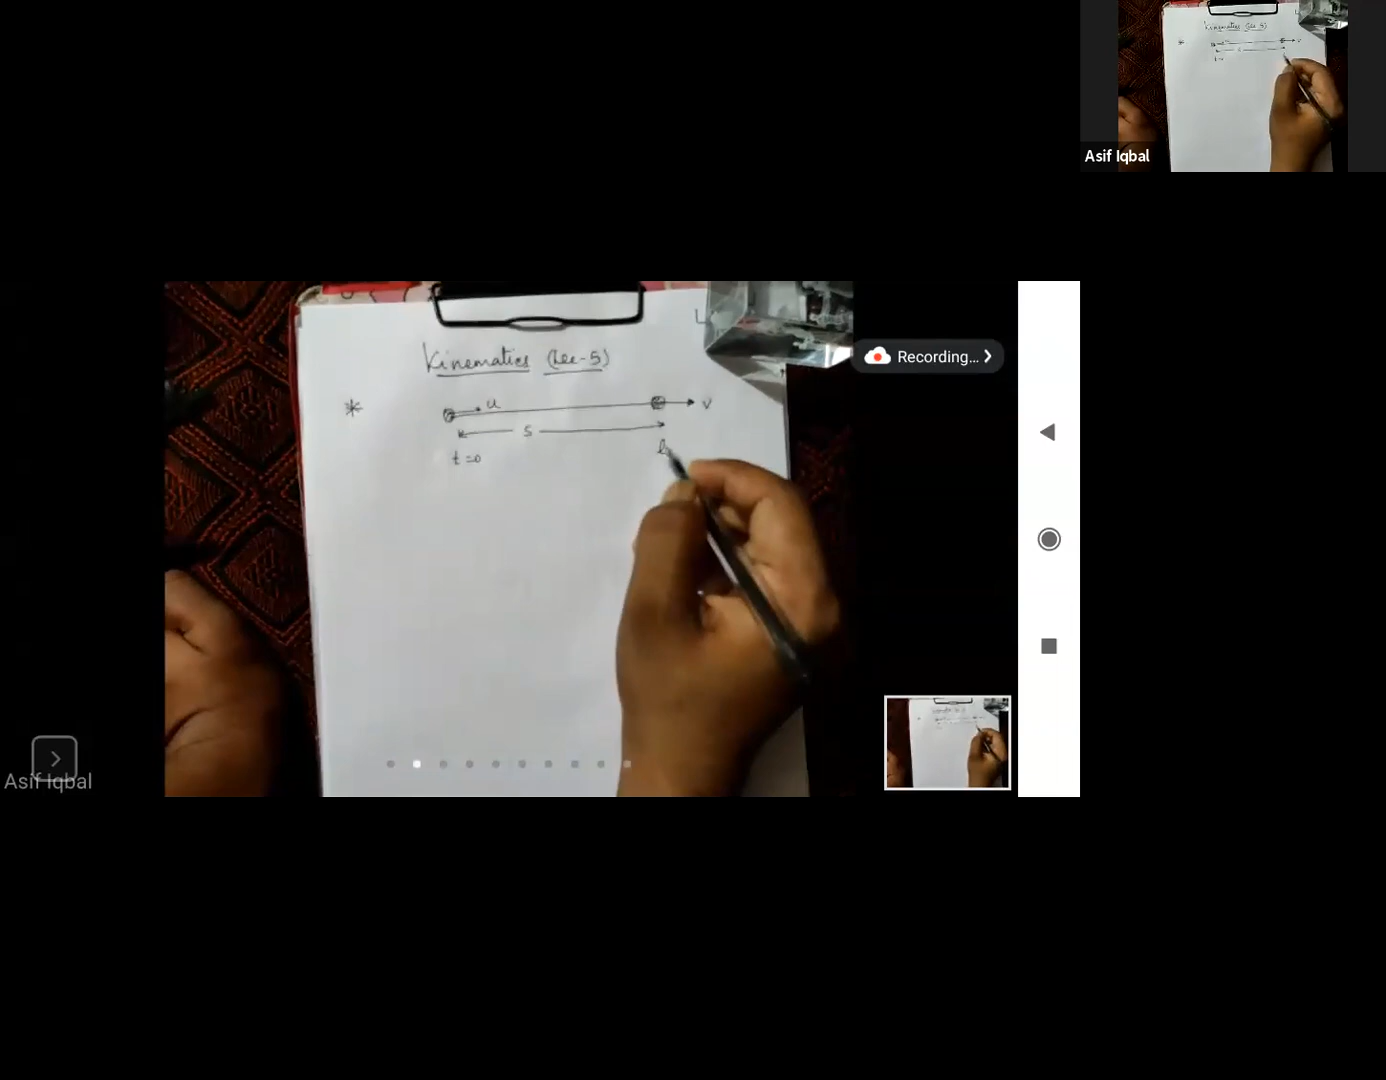 Asif Iqbal
Recording...
Kinematics (Lec-5)
* u v
s
t=0
Asif Iqbal